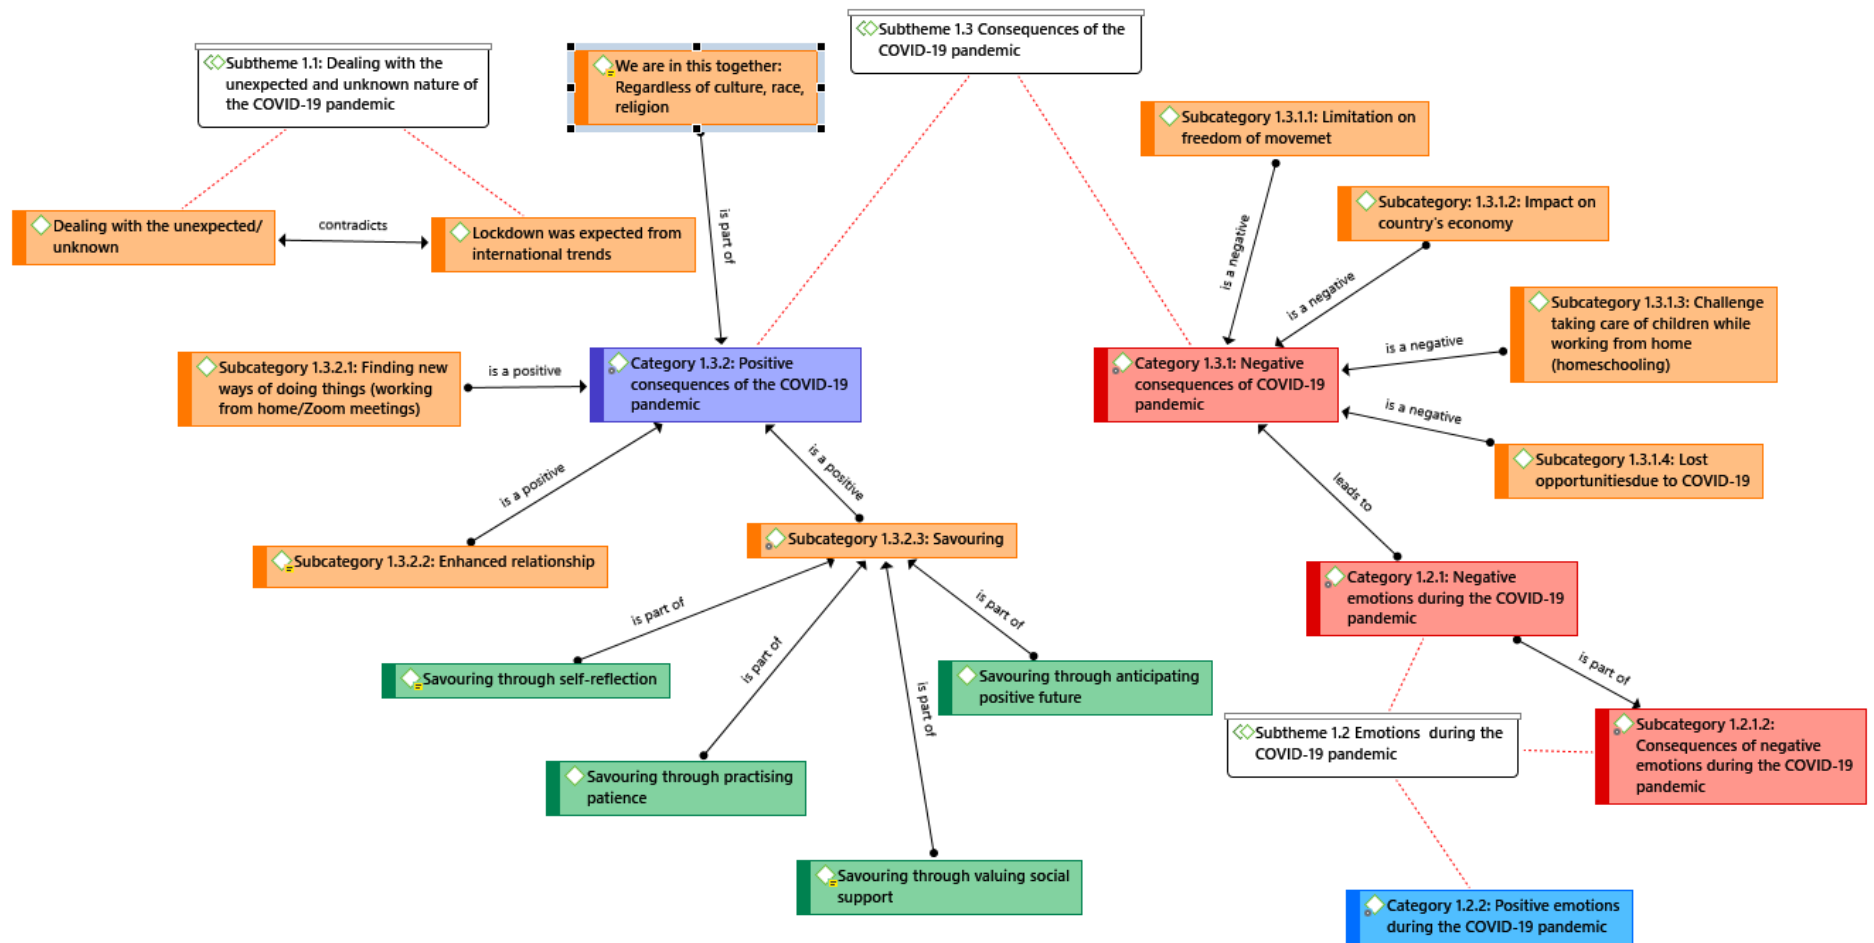 Subtheme 1.3 Consequences of the
COVID-19 pandemic
Subtheme 1.1: Dealing with the
unexpected and unknown nature of
the COVID-19 pandemic
We are in this together:
Regardless of culture, race,
religion
Subcategory 1.3.1.1: Limitation on
freedom of movemet
Subcategory: 1.3.1.2: Impact on
country's economy
Dealing with the unexpected/
unknown
contradicts
Lockdown was expected from
international trends
is part of
is a negative
is a negative
Subcategory 1.3.1.3: Challenge
taking care of children while
working from home
(homeschooling)
is a negative
Subcategory 1.3.2.1: Finding new
ways of doing things (working
from home/Zoom meetings)
is a positive
Category 1.3.2: Positive
consequences of the COVID-19
pandemic
Category 1.3.1: Negative
consequences of COVID-19
pandemic
is a negative
Subcategory 1.3.1.4: Lost
opportunitiesdue to COVID-19
is a positive
is a positive
leads to
Subcategory 1.3.2.2: Enhanced relationship
Subcategory 1.3.2.3: Savouring
Category 1.2.1: Negative
emotions during the COVID-19
pandemic
is part of
is part of
is part of
is part of
is part of
Savouring through self-reflection
Savouring through anticipating
positive future
Subtheme 1.2 Emotions during the
COVID-19 pandemic
Subcategory 1.2.1.2:
Consequences of negative
emotions during the COVID-19
pandemic
Savouring through practising
patience
Savouring through valuing social
support
Category 1.2.2: Positive emotions
during the COVID-19 pandemic